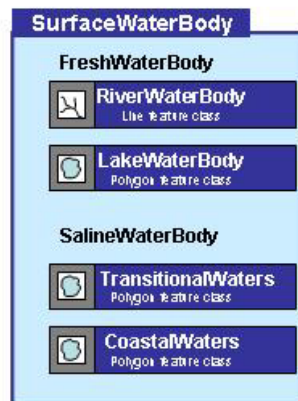 SurfaceWaterBody
FreshWaterBody
RiverWaterBody
Line feature class
LakeWaterBody
Polygon feature class
SalineWaterBody
TransitionalWaters
Polygon feature class
CoastalWaters
Polygon feature class